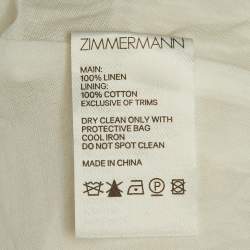 ZIMMERMANN
MAIN:
100% LINEN
LINING:
100% COTTON
EXCLUSIVE OF TRIMS
DRY CLEAN ONLY WITH
PROTECTIVE BAG
COOL IRON
DO NOT SPOT CLEAN
MADE IN CHINA
P